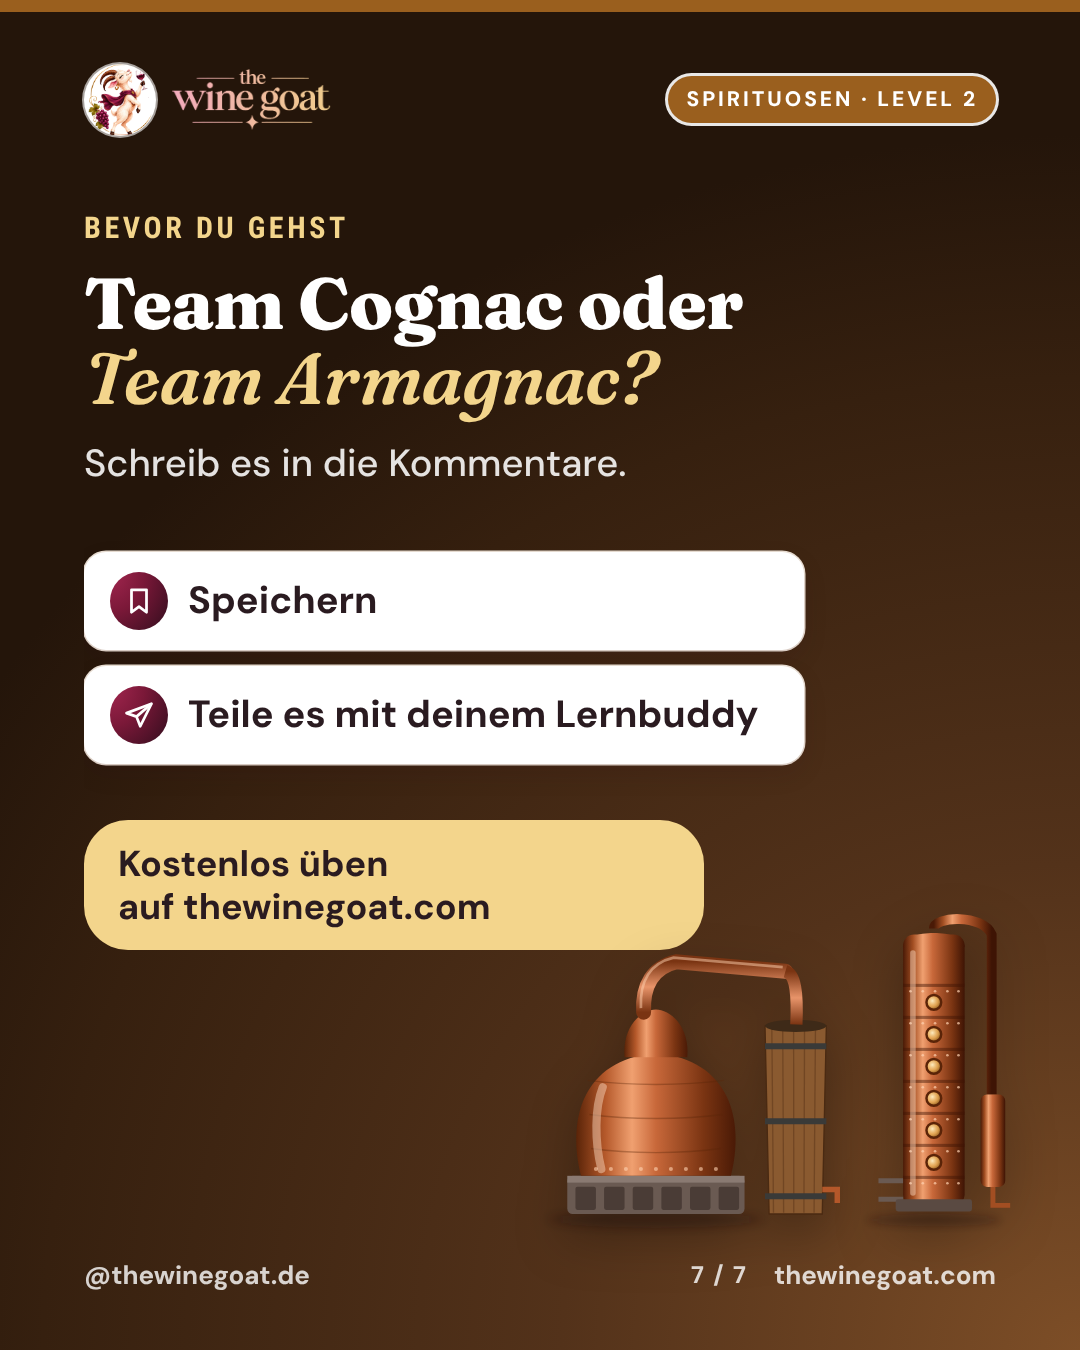 the
wine goat
SPIRITUOSEN · LEVEL 2
BEVOR DU GEHST
Team Cognac oder
Team Armagnac?
Schreib es in die Kommentare.
Speichern
Teile es mit deinem Lernbuddy
Kostenlos üben
auf thewinegoat.com
@thewinegoat.de
7 / 7
thewinegoat.com